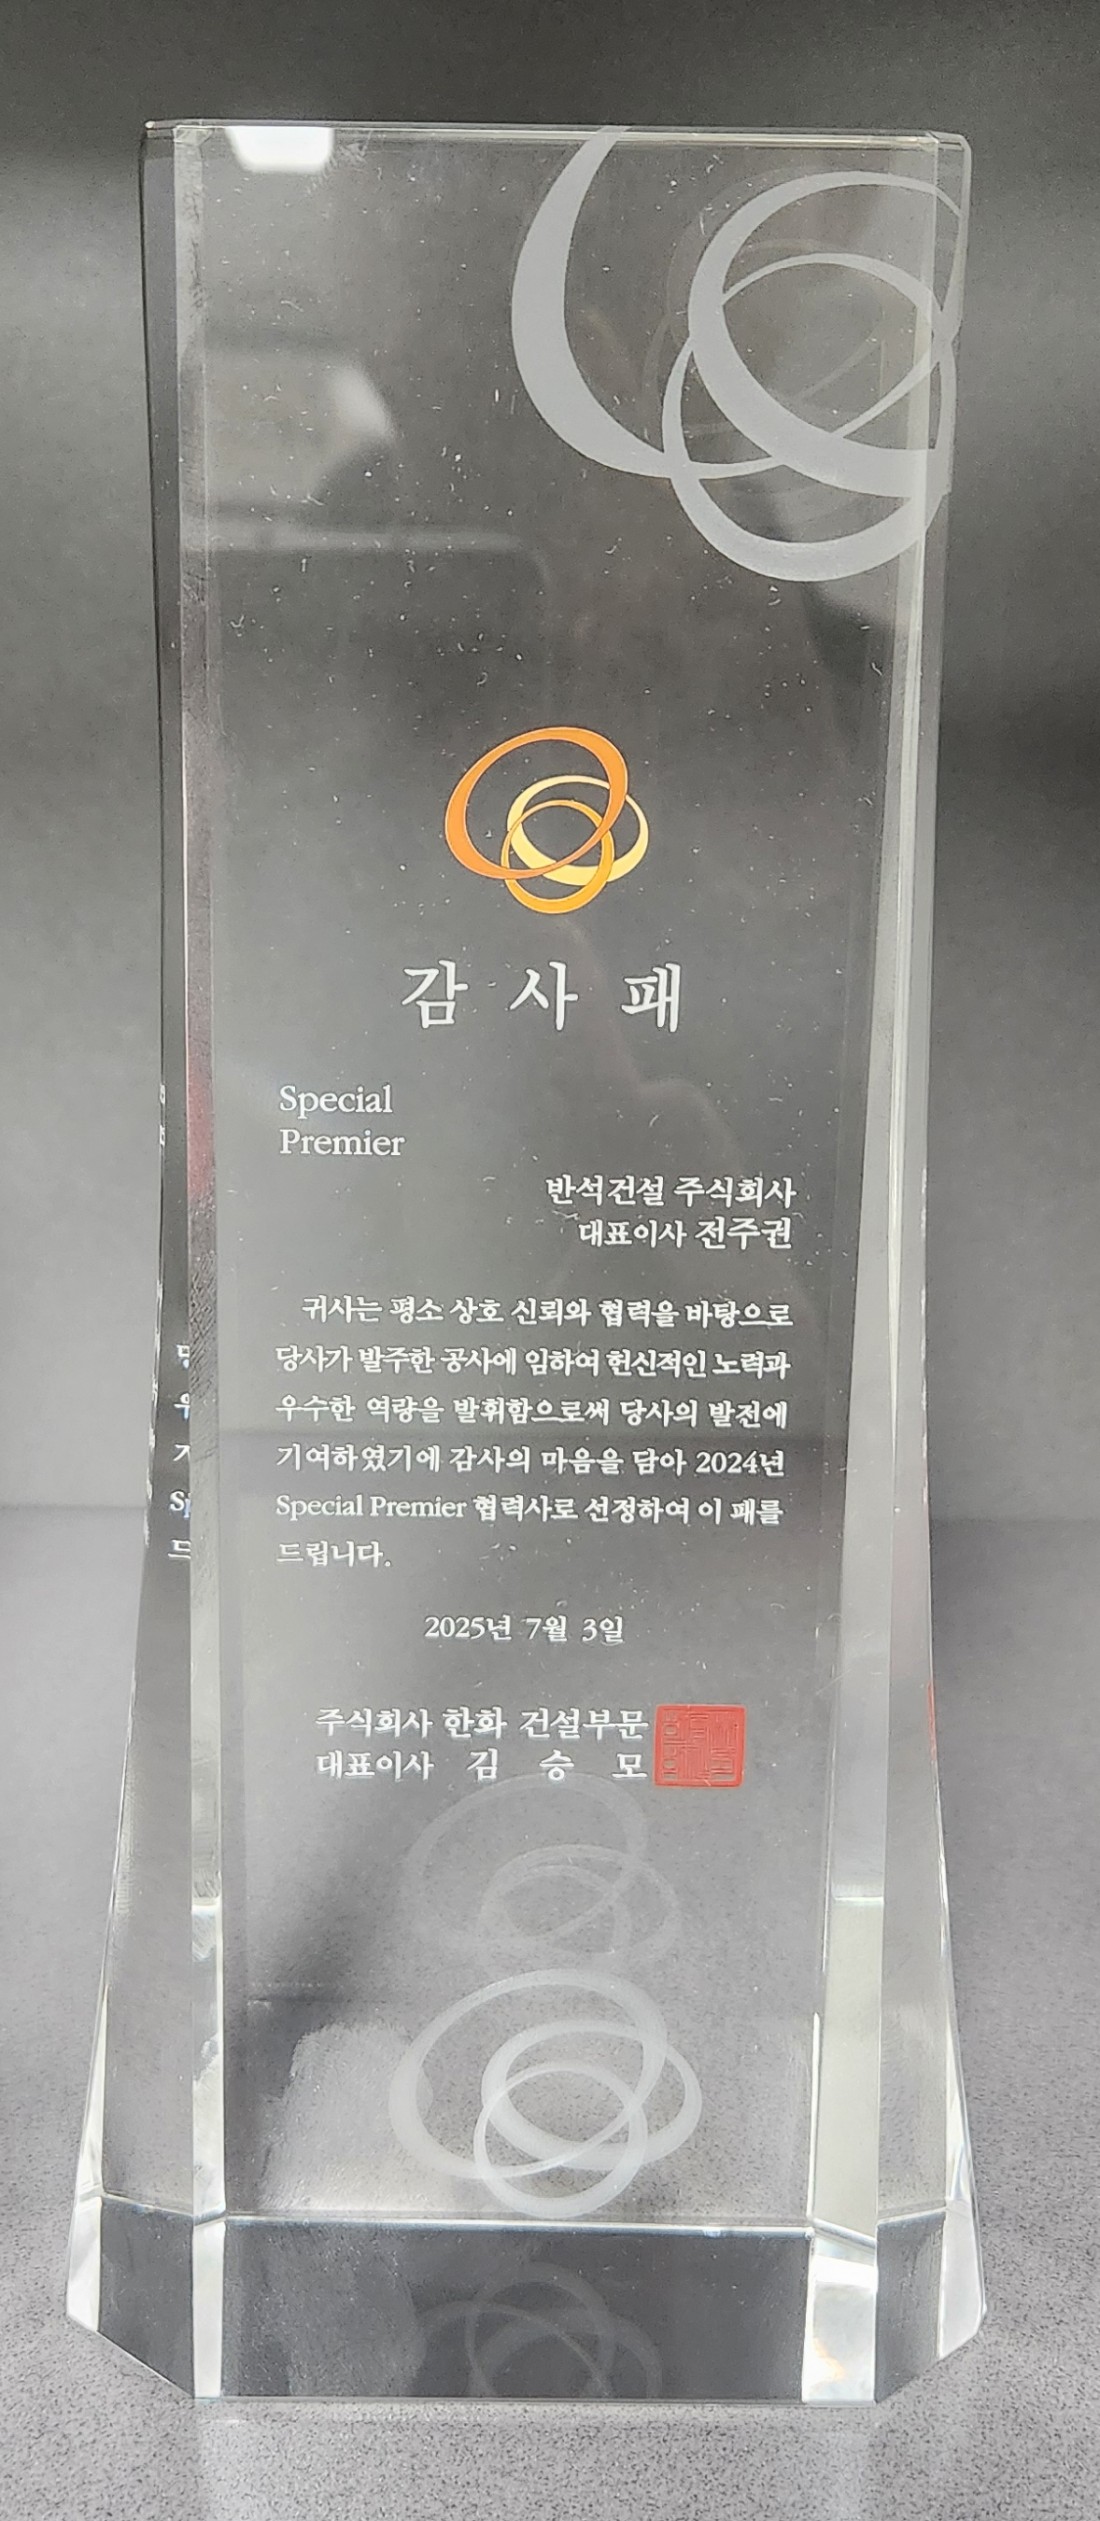 감 사 패
Special
Premier
반석건설 주식회사
대표이사 전주권
귀사는 평소 상호 신뢰와 협력을 바탕으로
당사가 발주한 공사에 임하여 헌신적인 노력과
우수한 역량을 발휘함으로써 당사의 발전에
기여하였기에 감사의 마음을 담아 2024년
Special Premier 협력사로 선정하여 이 패를
드립니다.
2025년 7월 3일
주식회사 한화 건설부문
대표이사 김 승 모